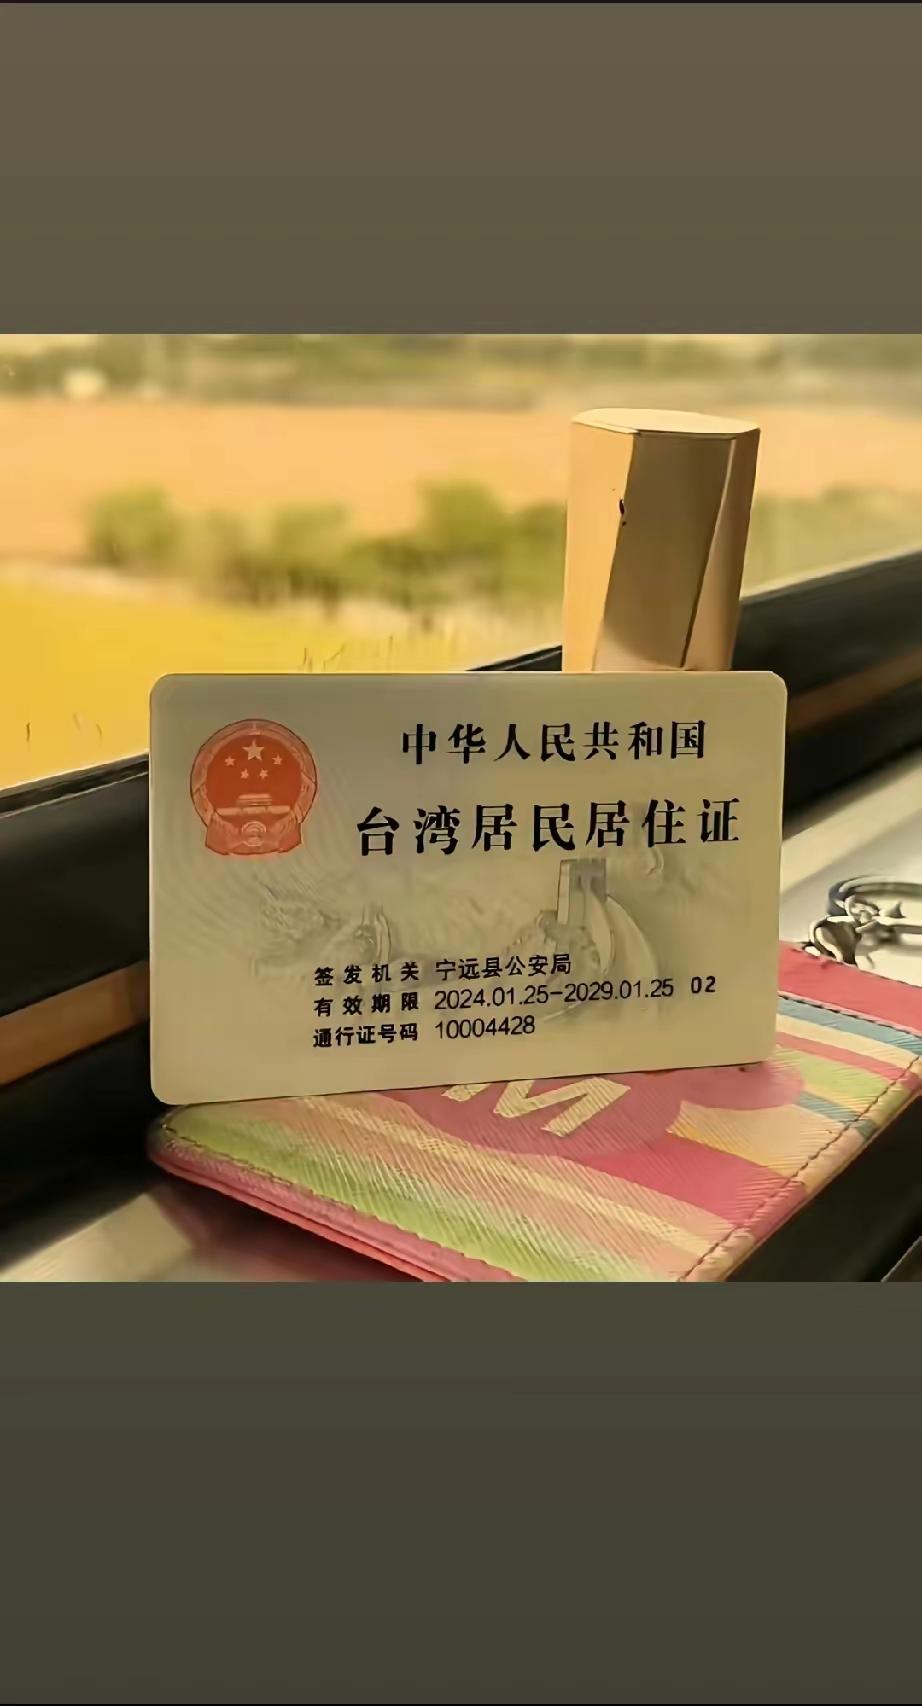 中华人民共和国
台湾居民居住证
签发机关 宁远县公安局
有效期限 2024.01.25-2029.01.25 02
通行证号码 10004428
M